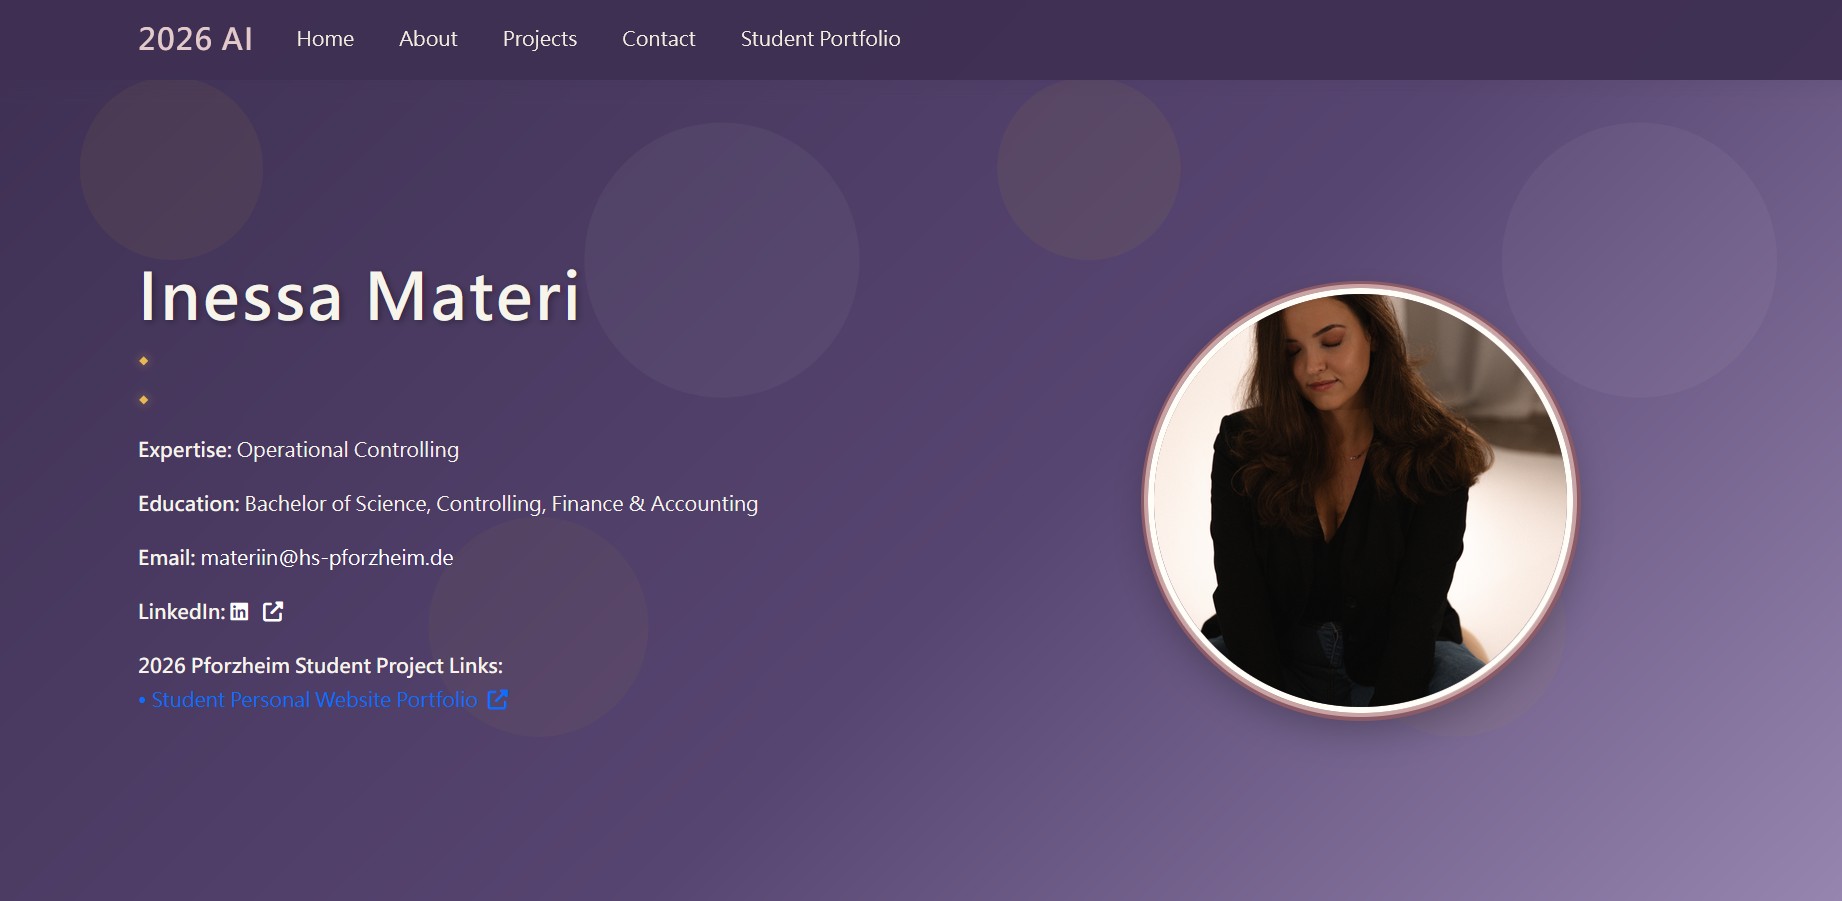 2026 AI Home About Projects Contact Student Portfolio
Inessa Materi
Expertise: Operational Controlling
Education: Bachelor of Science, Controlling, Finance & Accounting
Email: materiin@hs-pforzheim.de
LinkedIn: in
2026 Pforzheim Student Project Links:
• Student Personal Website Portfolio